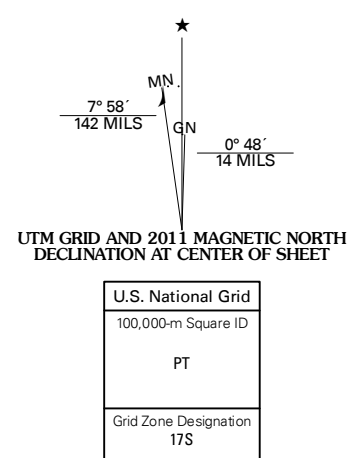 ★
MN
7° 58´
142 MILS
GN
0° 48´
14 MILS
UTM GRID AND 2011 MAGNETIC NORTH
DECLINATION AT CENTER OF SHEET
U.S. National Grid
100,000-m Square ID
PT
Grid Zone Designation
17S